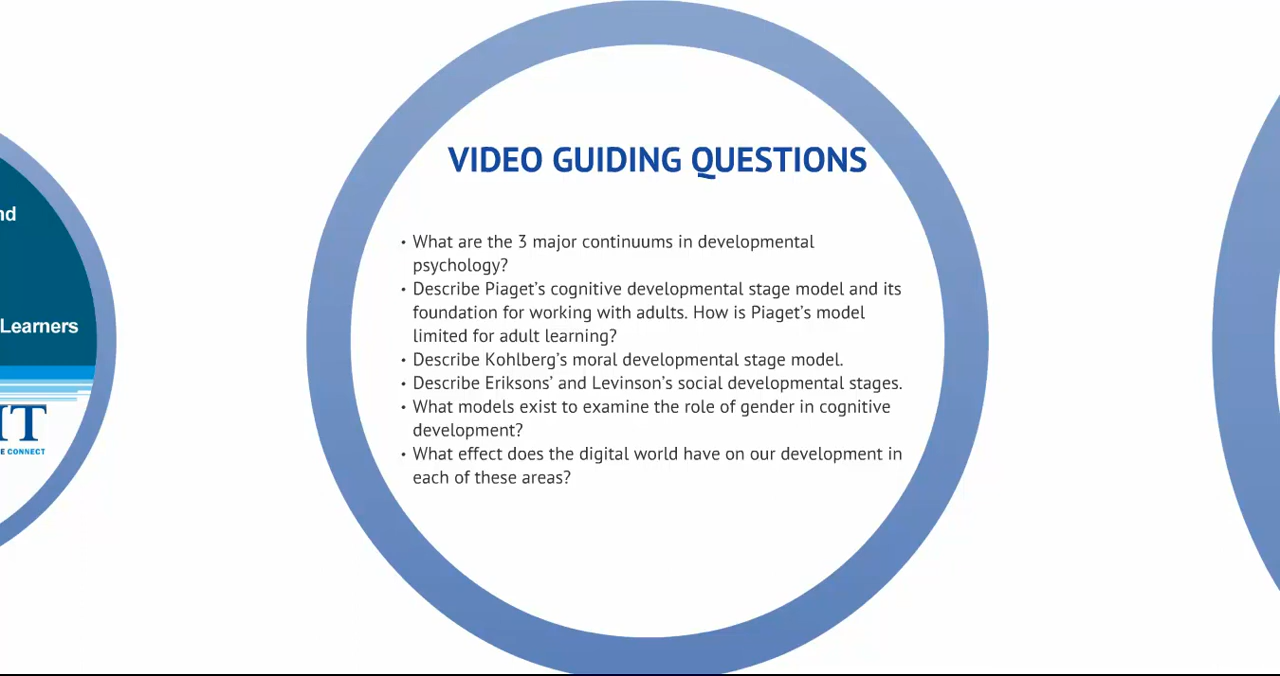 nd
Learners
IT
E CONNECT
VIDEO GUIDING QUESTIONS
• What are the 3 major continuums in developmental
psychology?
• Describe Piaget's cognitive developmental stage model and its
foundation for working with adults. How is Piaget's model
limited for adult learning?
• Describe Kohlberg's moral developmental stage model.
• Describe Eriksons' and Levinson's social developmental stages.
• What models exist to examine the role of gender in cognitive
development?
• What effect does the digital world have on our development in
each of these areas?